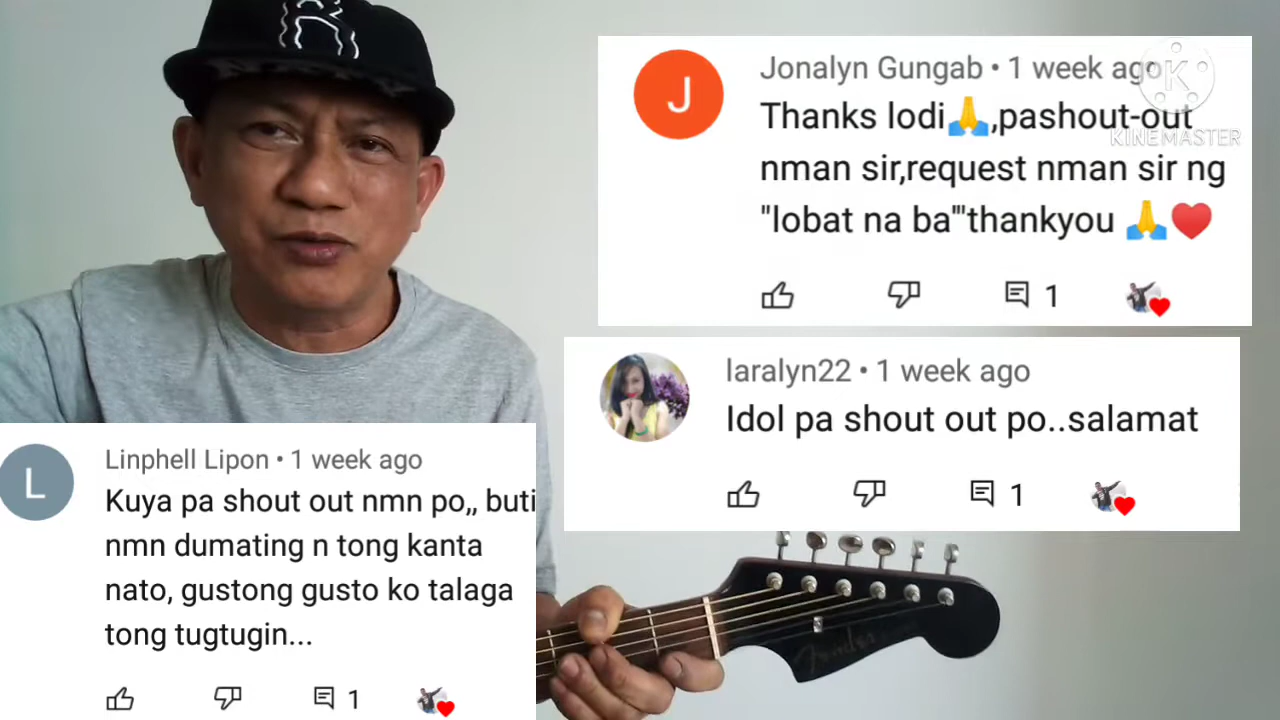 Jonalyn Gungab • 1 week ago
Thanks lodi🙏,pashout-out
nman sir,request nman sir ng
"lobat na ba"'thankyou 🙏♥️
1
KINEMASTER
laralyn22 • 1 week ago
Idol pa shout out po..salamat
1
Linphell Lipon • 1 week ago
Kuya pa shout out nmn po,, buti
nmn dumating n tong kanta
nato, gustong gusto ko talaga
tong tugtugin...
1
J
L
K
Fender